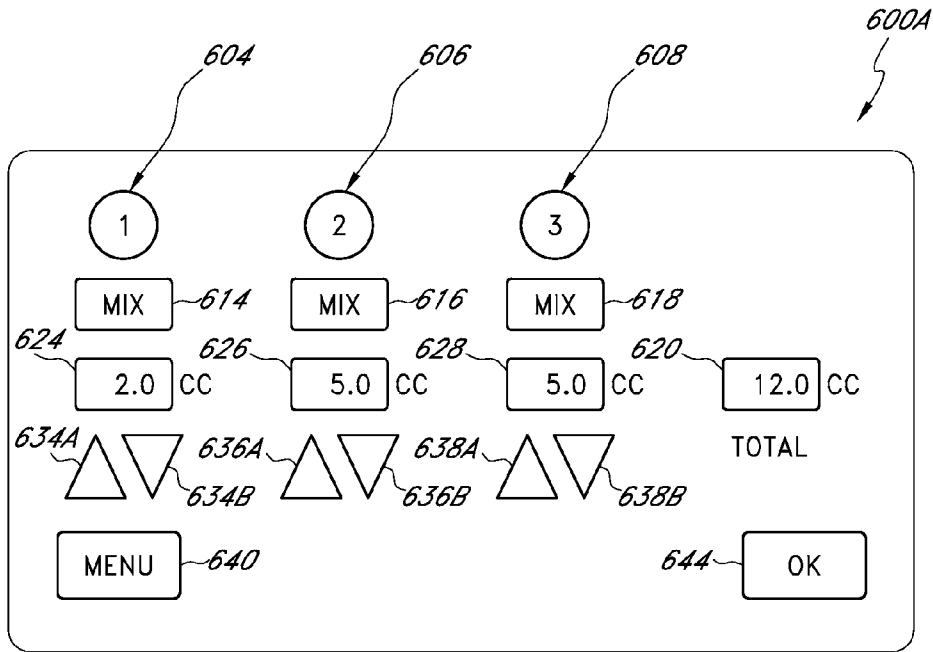 600A
604 606 608
1 2 3
MIX 614 MIX 616 MIX 618
624 626 628 620
2.0 CC 5.0 CC 5.0 CC 12.0 CC
634A 636A 638A TOTAL
634B 636B 638B
MENU 640 644 OK